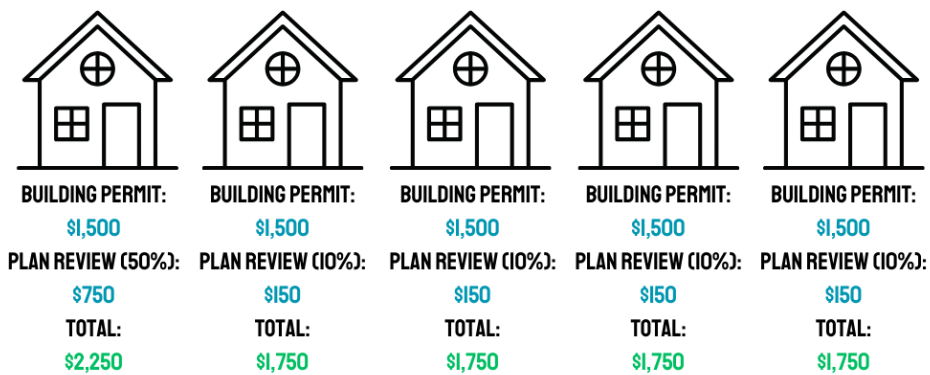 BUILDING PERMIT:
$1,500
PLAN REVIEW (50%):
$750
TOTAL:
$2,250
BUILDING PERMIT:
$1,500
PLAN REVIEW (10%):
$150
TOTAL:
$1,750
BUILDING PERMIT:
$1,500
PLAN REVIEW (10%):
$150
TOTAL:
$1,750
BUILDING PERMIT:
$1,500
PLAN REVIEW (10%):
$150
TOTAL:
$1,750
BUILDING PERMIT:
$1,500
PLAN REVIEW (10%):
$150
TOTAL:
$1,750